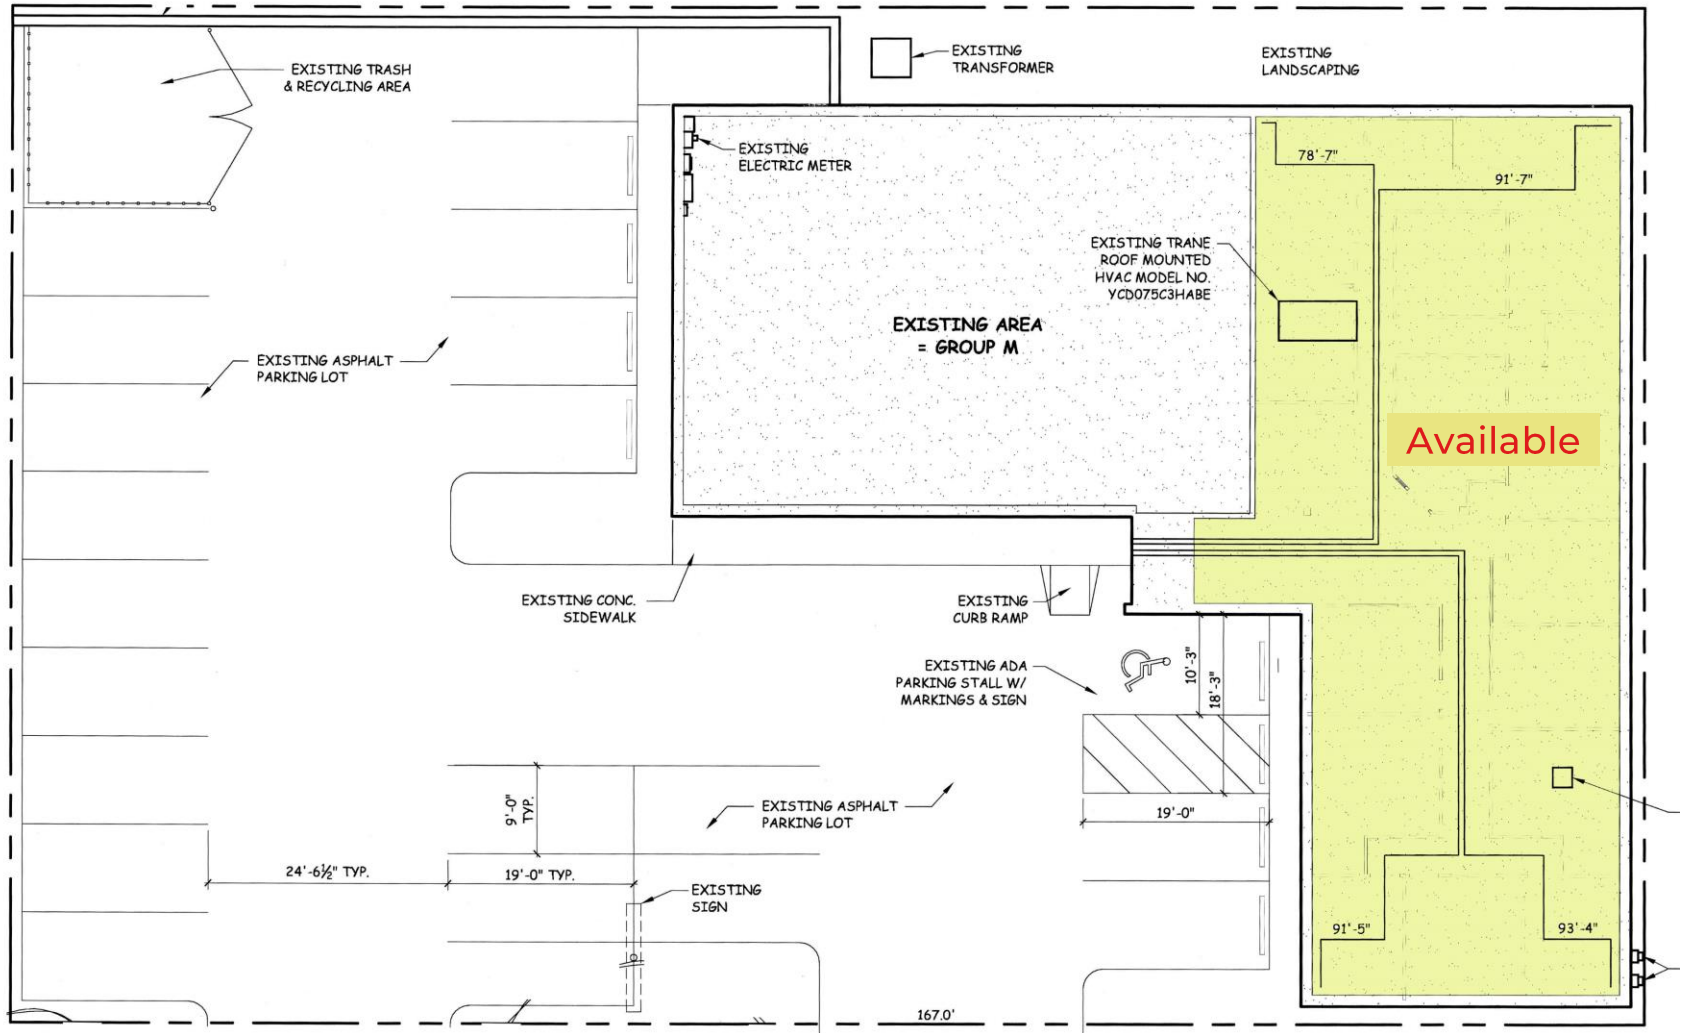 EXISTING TRASH
& RECYCLING AREA
EXISTING
TRANSFORMER
EXISTING
LANDSCAPING
EXISTING
ELECTRIC METER
78'-7"
91'-7"
EXISTING TRANE
ROOF MOUNTED
HVAC MODEL NO.
YCD075C3HABE
EXISTING AREA
= GROUP M
EXISTING ASPHALT
PARKING LOT
Available
EXISTING CONC.
SIDEWALK
EXISTING
CURB RAMP
EXISTING ADA
PARKING STALL W/
MARKINGS & SIGN
10'-3"
18'-3"
9'-0"
TYP.
EXISTING ASPHALT
PARKING LOT
19'-0"
24'-6½" TYP.
19'-0" TYP.
EXISTING
SIGN
91'-5"
93'-4"
167.0'